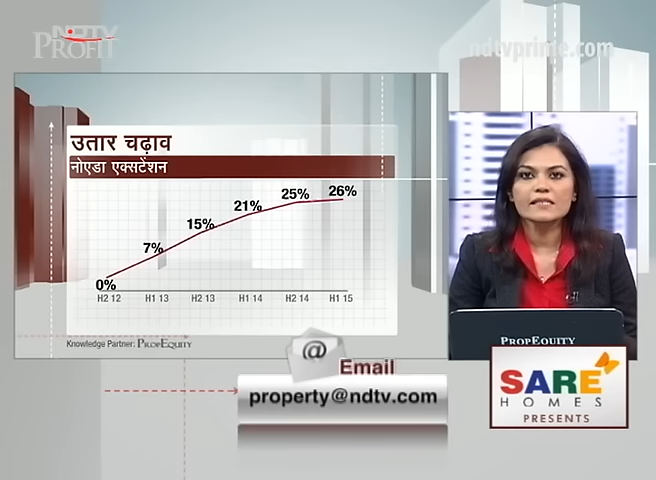 NDTV
PROFIT
ndtvprime.com
उतार चढ़ाव
नोएडा एक्सटेंशन
0%
7%
15%
21%
25%
26%
H2 12
H1 13
H2 13
H1 14
H2 14
H1 15
Knowledge Partner: PROPEQUITY
PROPEQUITY
@
Email
property@ndtv.com
SARE
HOMES
PRESENTS